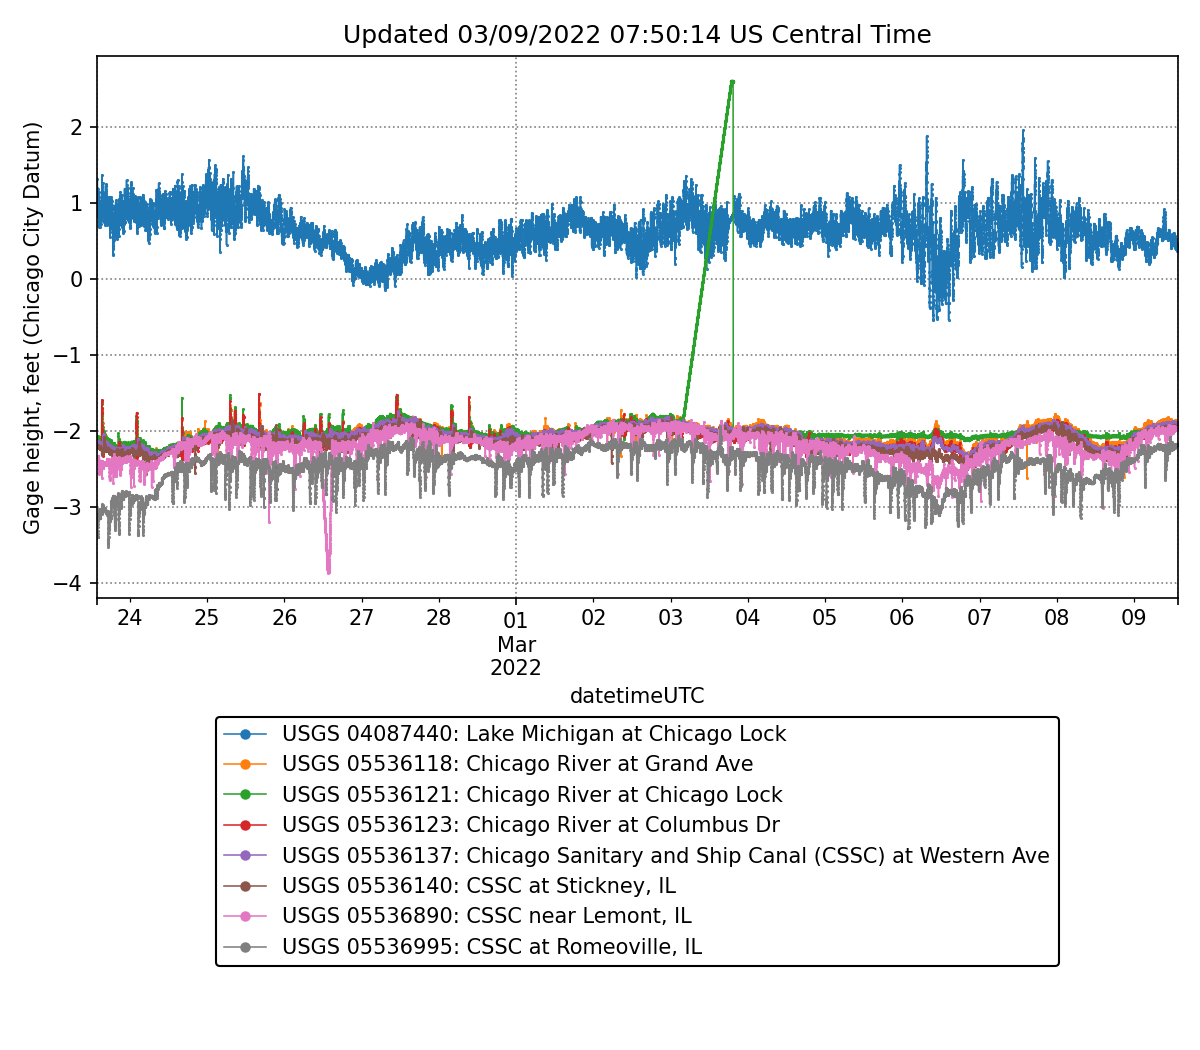 Updated 03/09/2022 07:50:14 US Central Time
Gage height, feet (Chicago City Datum)
2
1
0
−1
−2
−3
−4
24 25 26 27 28 01 02 03 04 05 06 07 08 09
Mar
2022
datetimeUTC
USGS 04087440: Lake Michigan at Chicago Lock
USGS 05536118: Chicago River at Grand Ave
USGS 05536121: Chicago River at Chicago Lock
USGS 05536123: Chicago River at Columbus Dr
USGS 05536137: Chicago Sanitary and Ship Canal (CSSC) at Western Ave
USGS 05536140: CSSC at Stickney, IL
USGS 05536890: CSSC near Lemont, IL
USGS 05536995: CSSC at Romeoville, IL